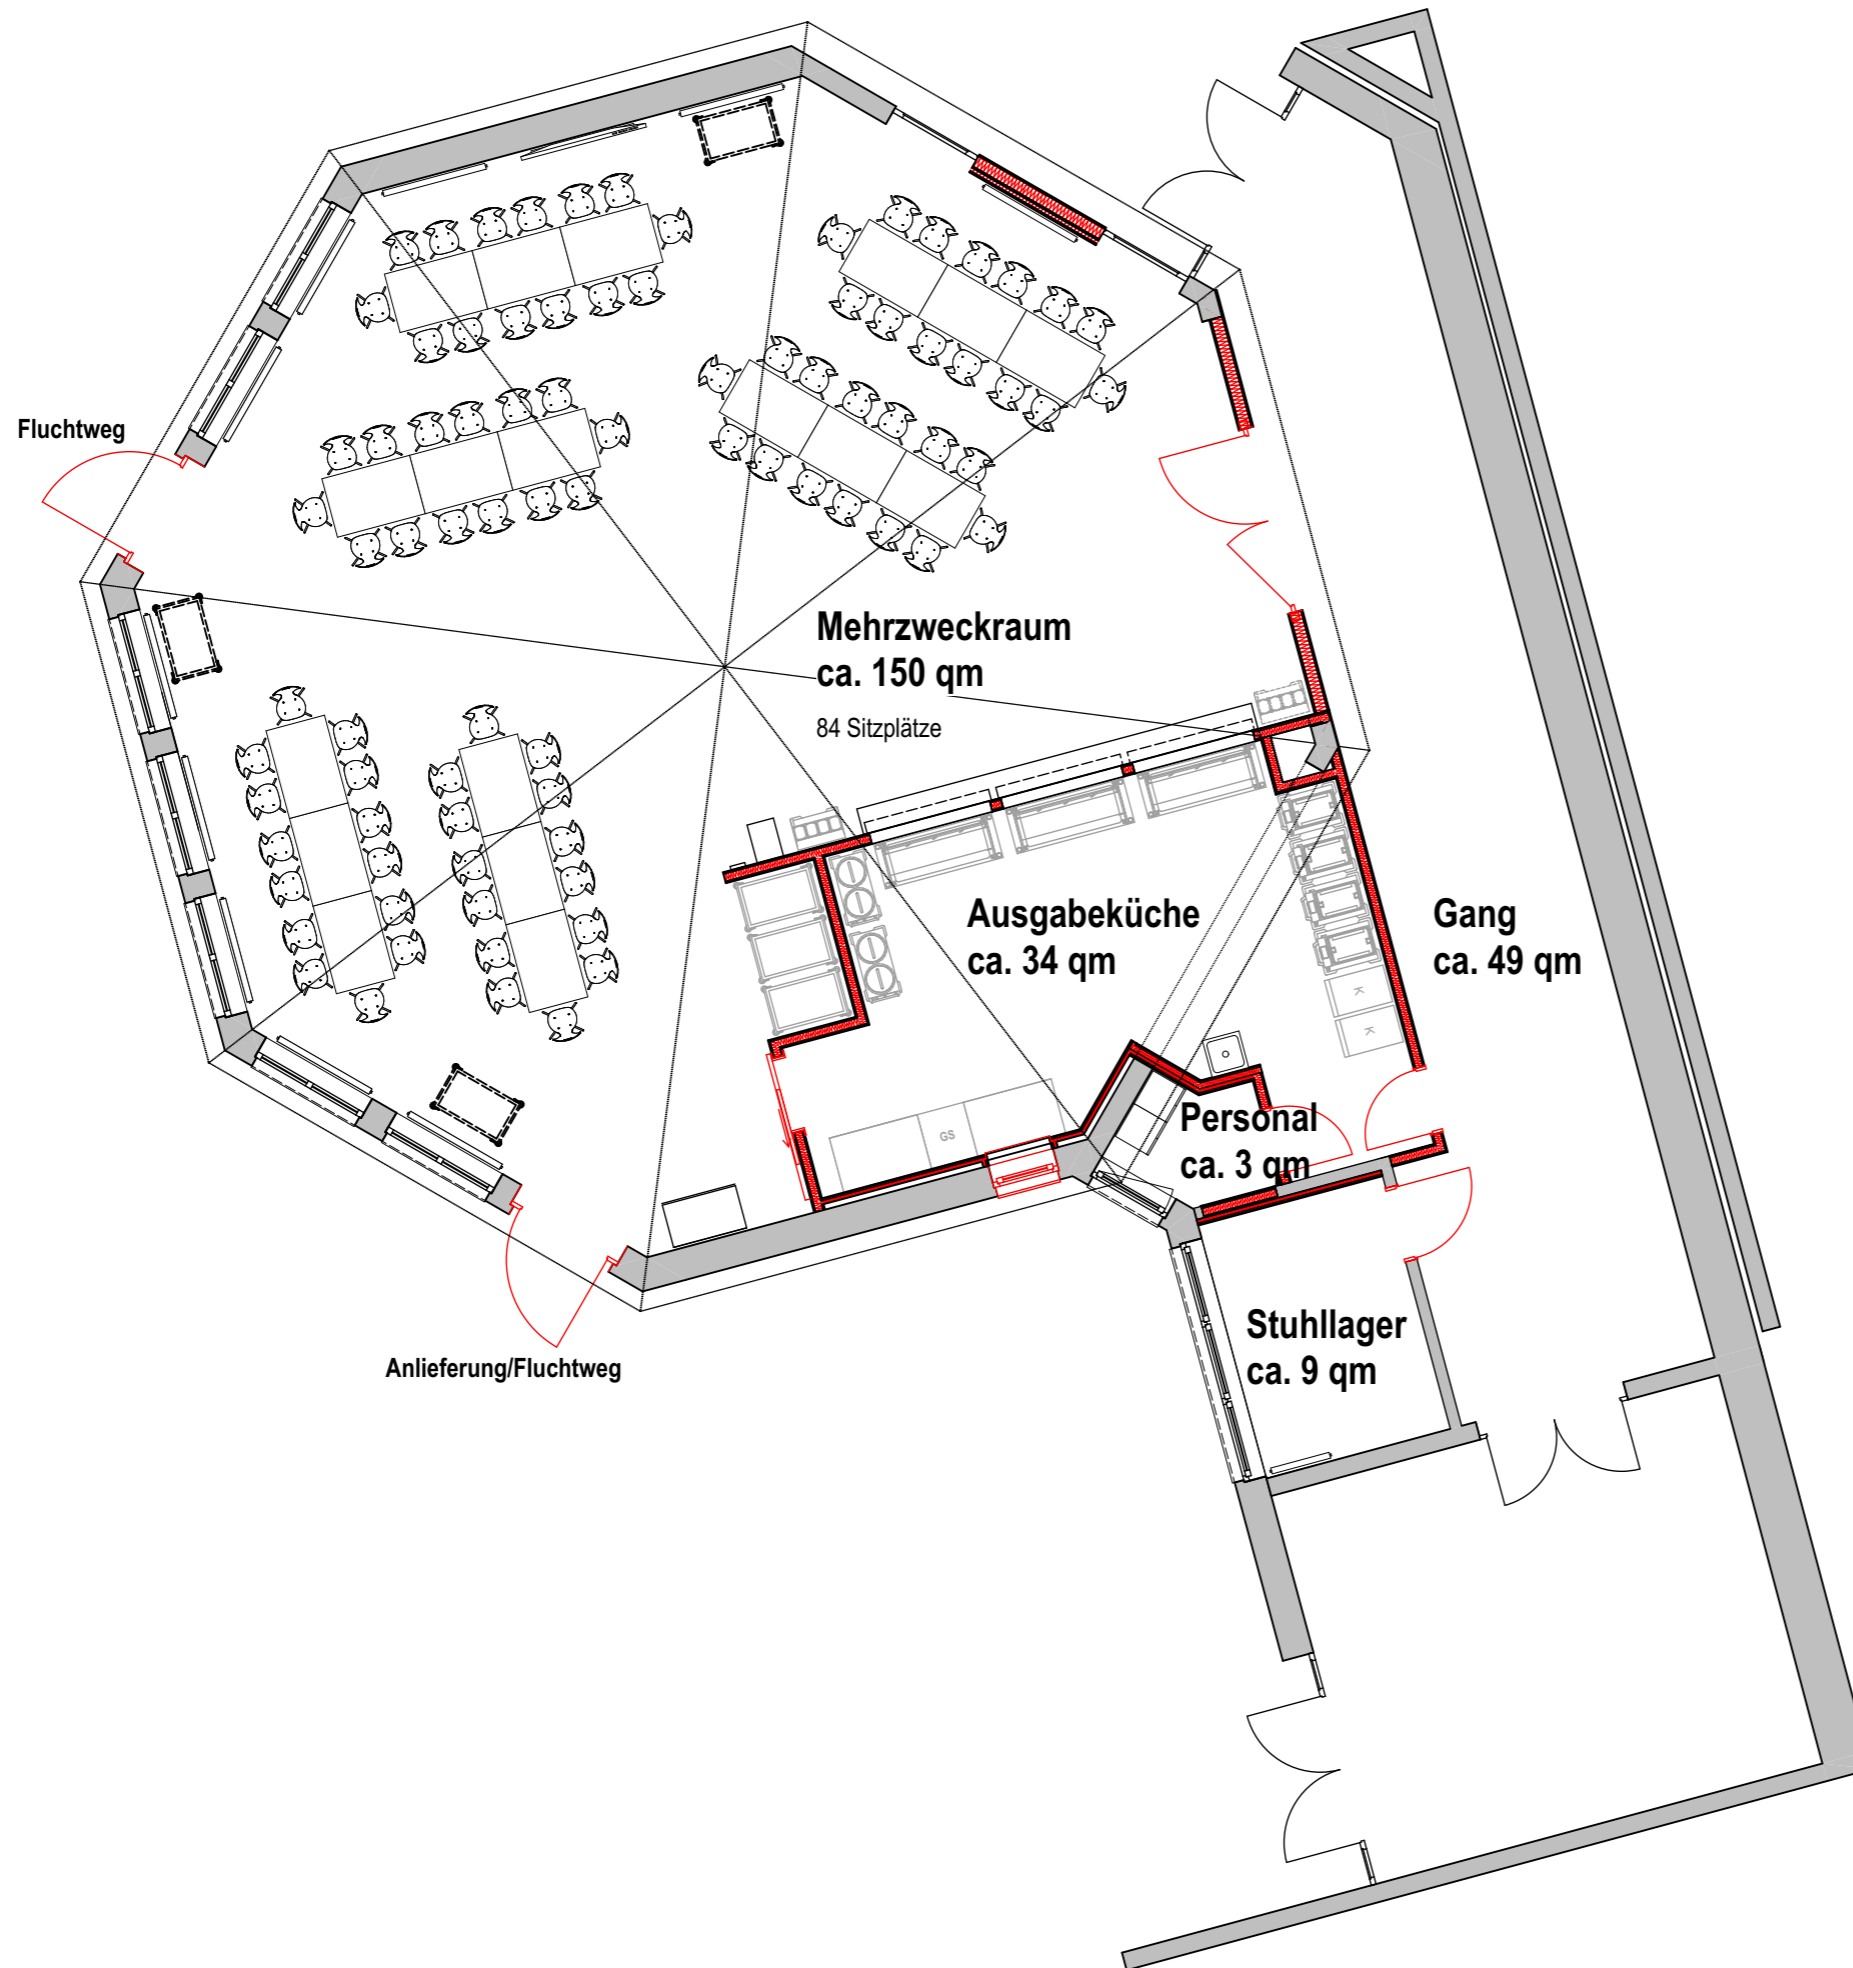 Fluchtweg
Mehrzweckraum
ca. 150 qm
84 Sitzplätze
Ausgabeküche
ca. 34 qm
Gang
ca. 49 qm
K
K
GS
Personal
ca. 3 qm
Stuhllager
ca. 9 qm
Anlieferung/Fluchtweg